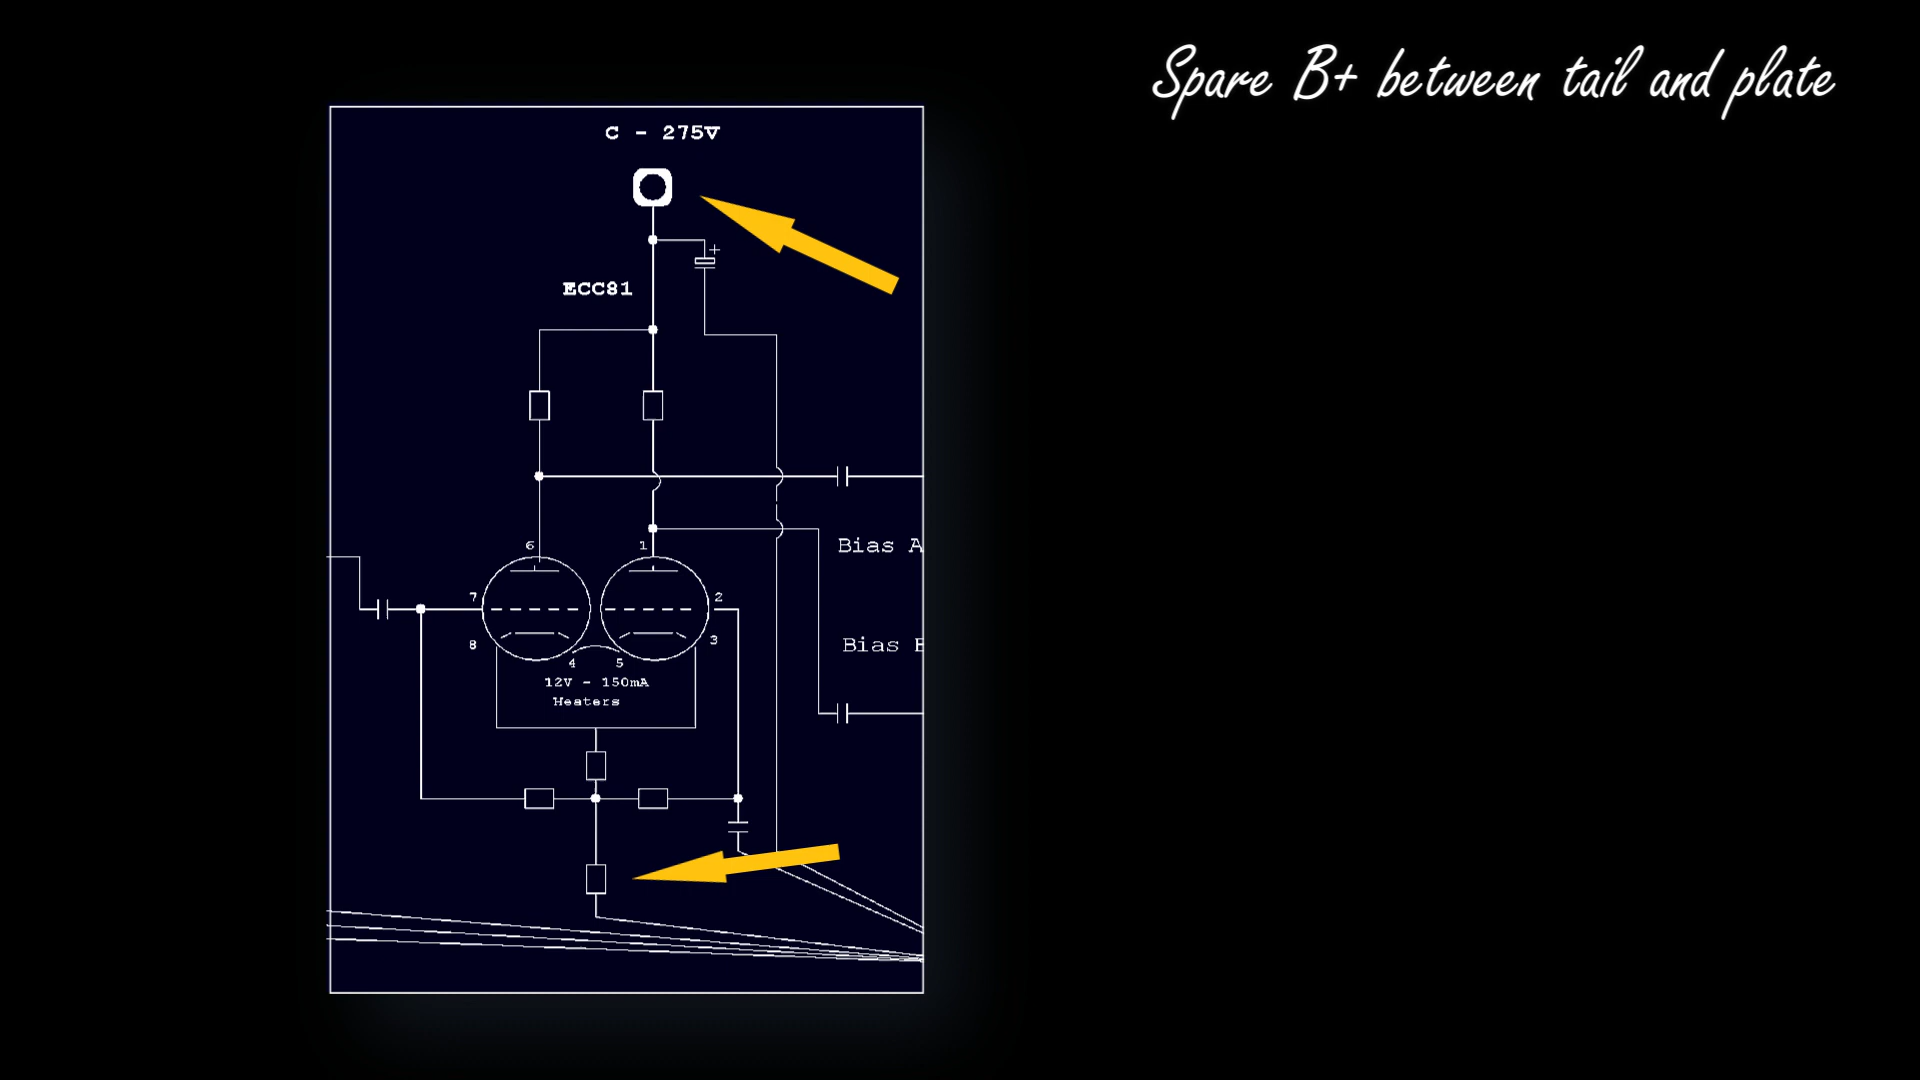 Spare B+ between tail and plate
C - 275V
+
ECC81
6 1
Bias A
7 2
8 3
4 5
Bias
12V - 150mA
Heaters